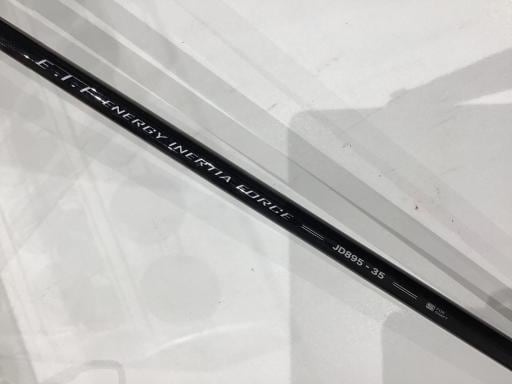 E.I.F ENERGY INERTIA FORCE
JD895 - 35